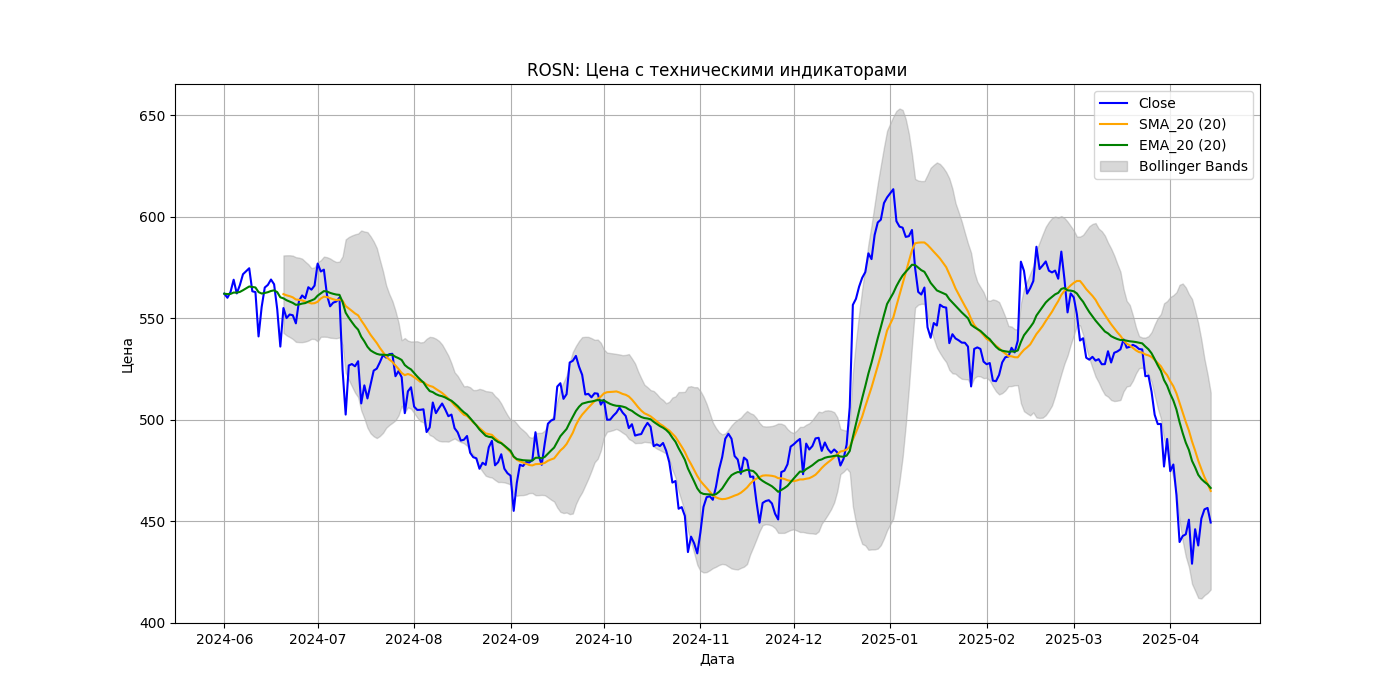 ROSN: Цена с техническими индикаторами
Close
SMA_20 (20)
EMA_20 (20)
Bollinger Bands
650
600
550
500
450
400
Цена
2024-06 2024-07 2024-08 2024-09 2024-10 2024-11 2024-12 2025-01 2025-02 2025-03 2025-04
Дата